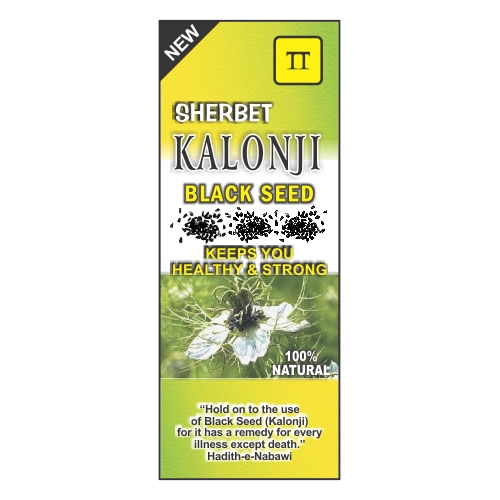 NEW
TT
SHERBET
KALONJI
BLACK SEED
KEEPS YOU
HEALTHY & STRONG
100%
NATURAL
“Hold on to the use
of Black Seed (Kalonji)
for it has a remedy for every
illness except death.”
Hadith-e-Nabawi